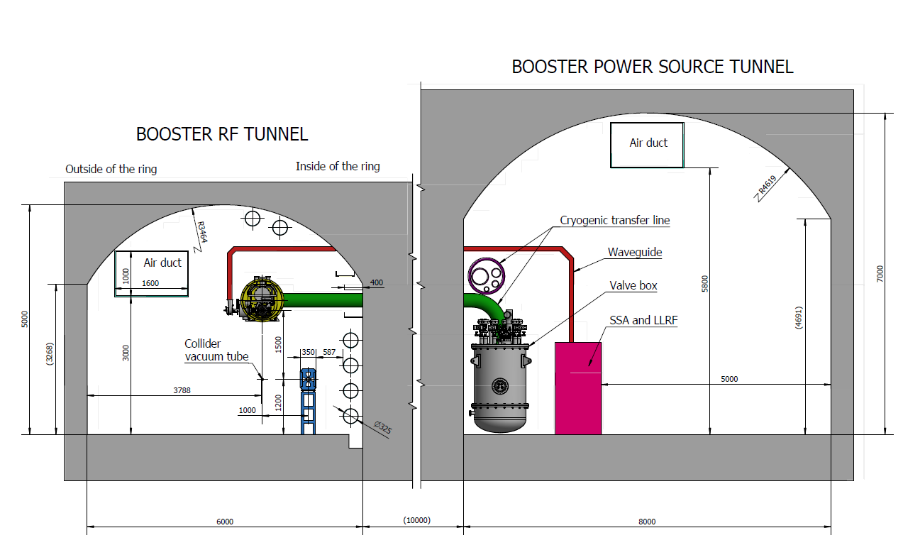 BOOSTER POWER SOURCE TUNNEL
BOOSTER RF TUNNEL
Outside of the ring
Inside of the ring
Air duct
R3464
R4619
Cryogenic transfer line
Waveguide
Valve box
SSA and LLRF
Air duct
1000
1600
400
5000
(3268)
3000
Collider
vacuum tube
1500
350
587
3788
1000
1200
Ø325
5800
(4691)
7000
5000
6000
(10000)
8000